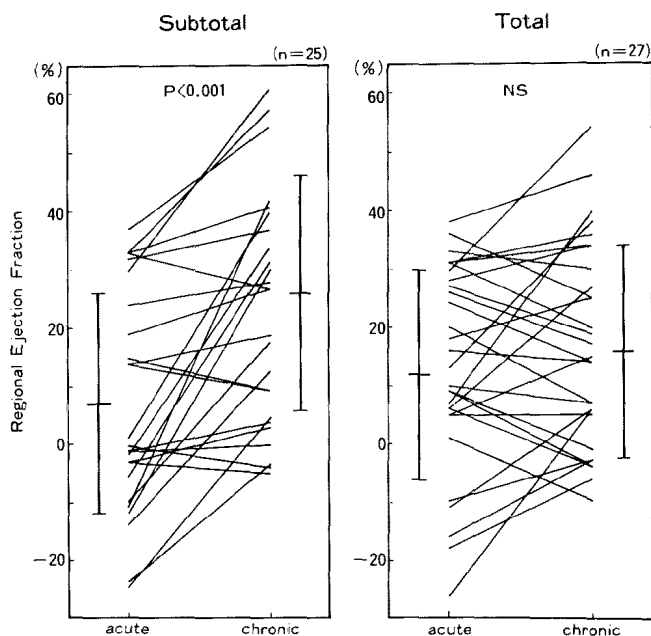 Subtotal
Total
(n=25)
(n=27)
(%)
(%)
P<0.001
NS
60
60
40
40
20
20
0
0
−20
−20
Regional Ejection Fraction
acute
chronic
acute
chronic